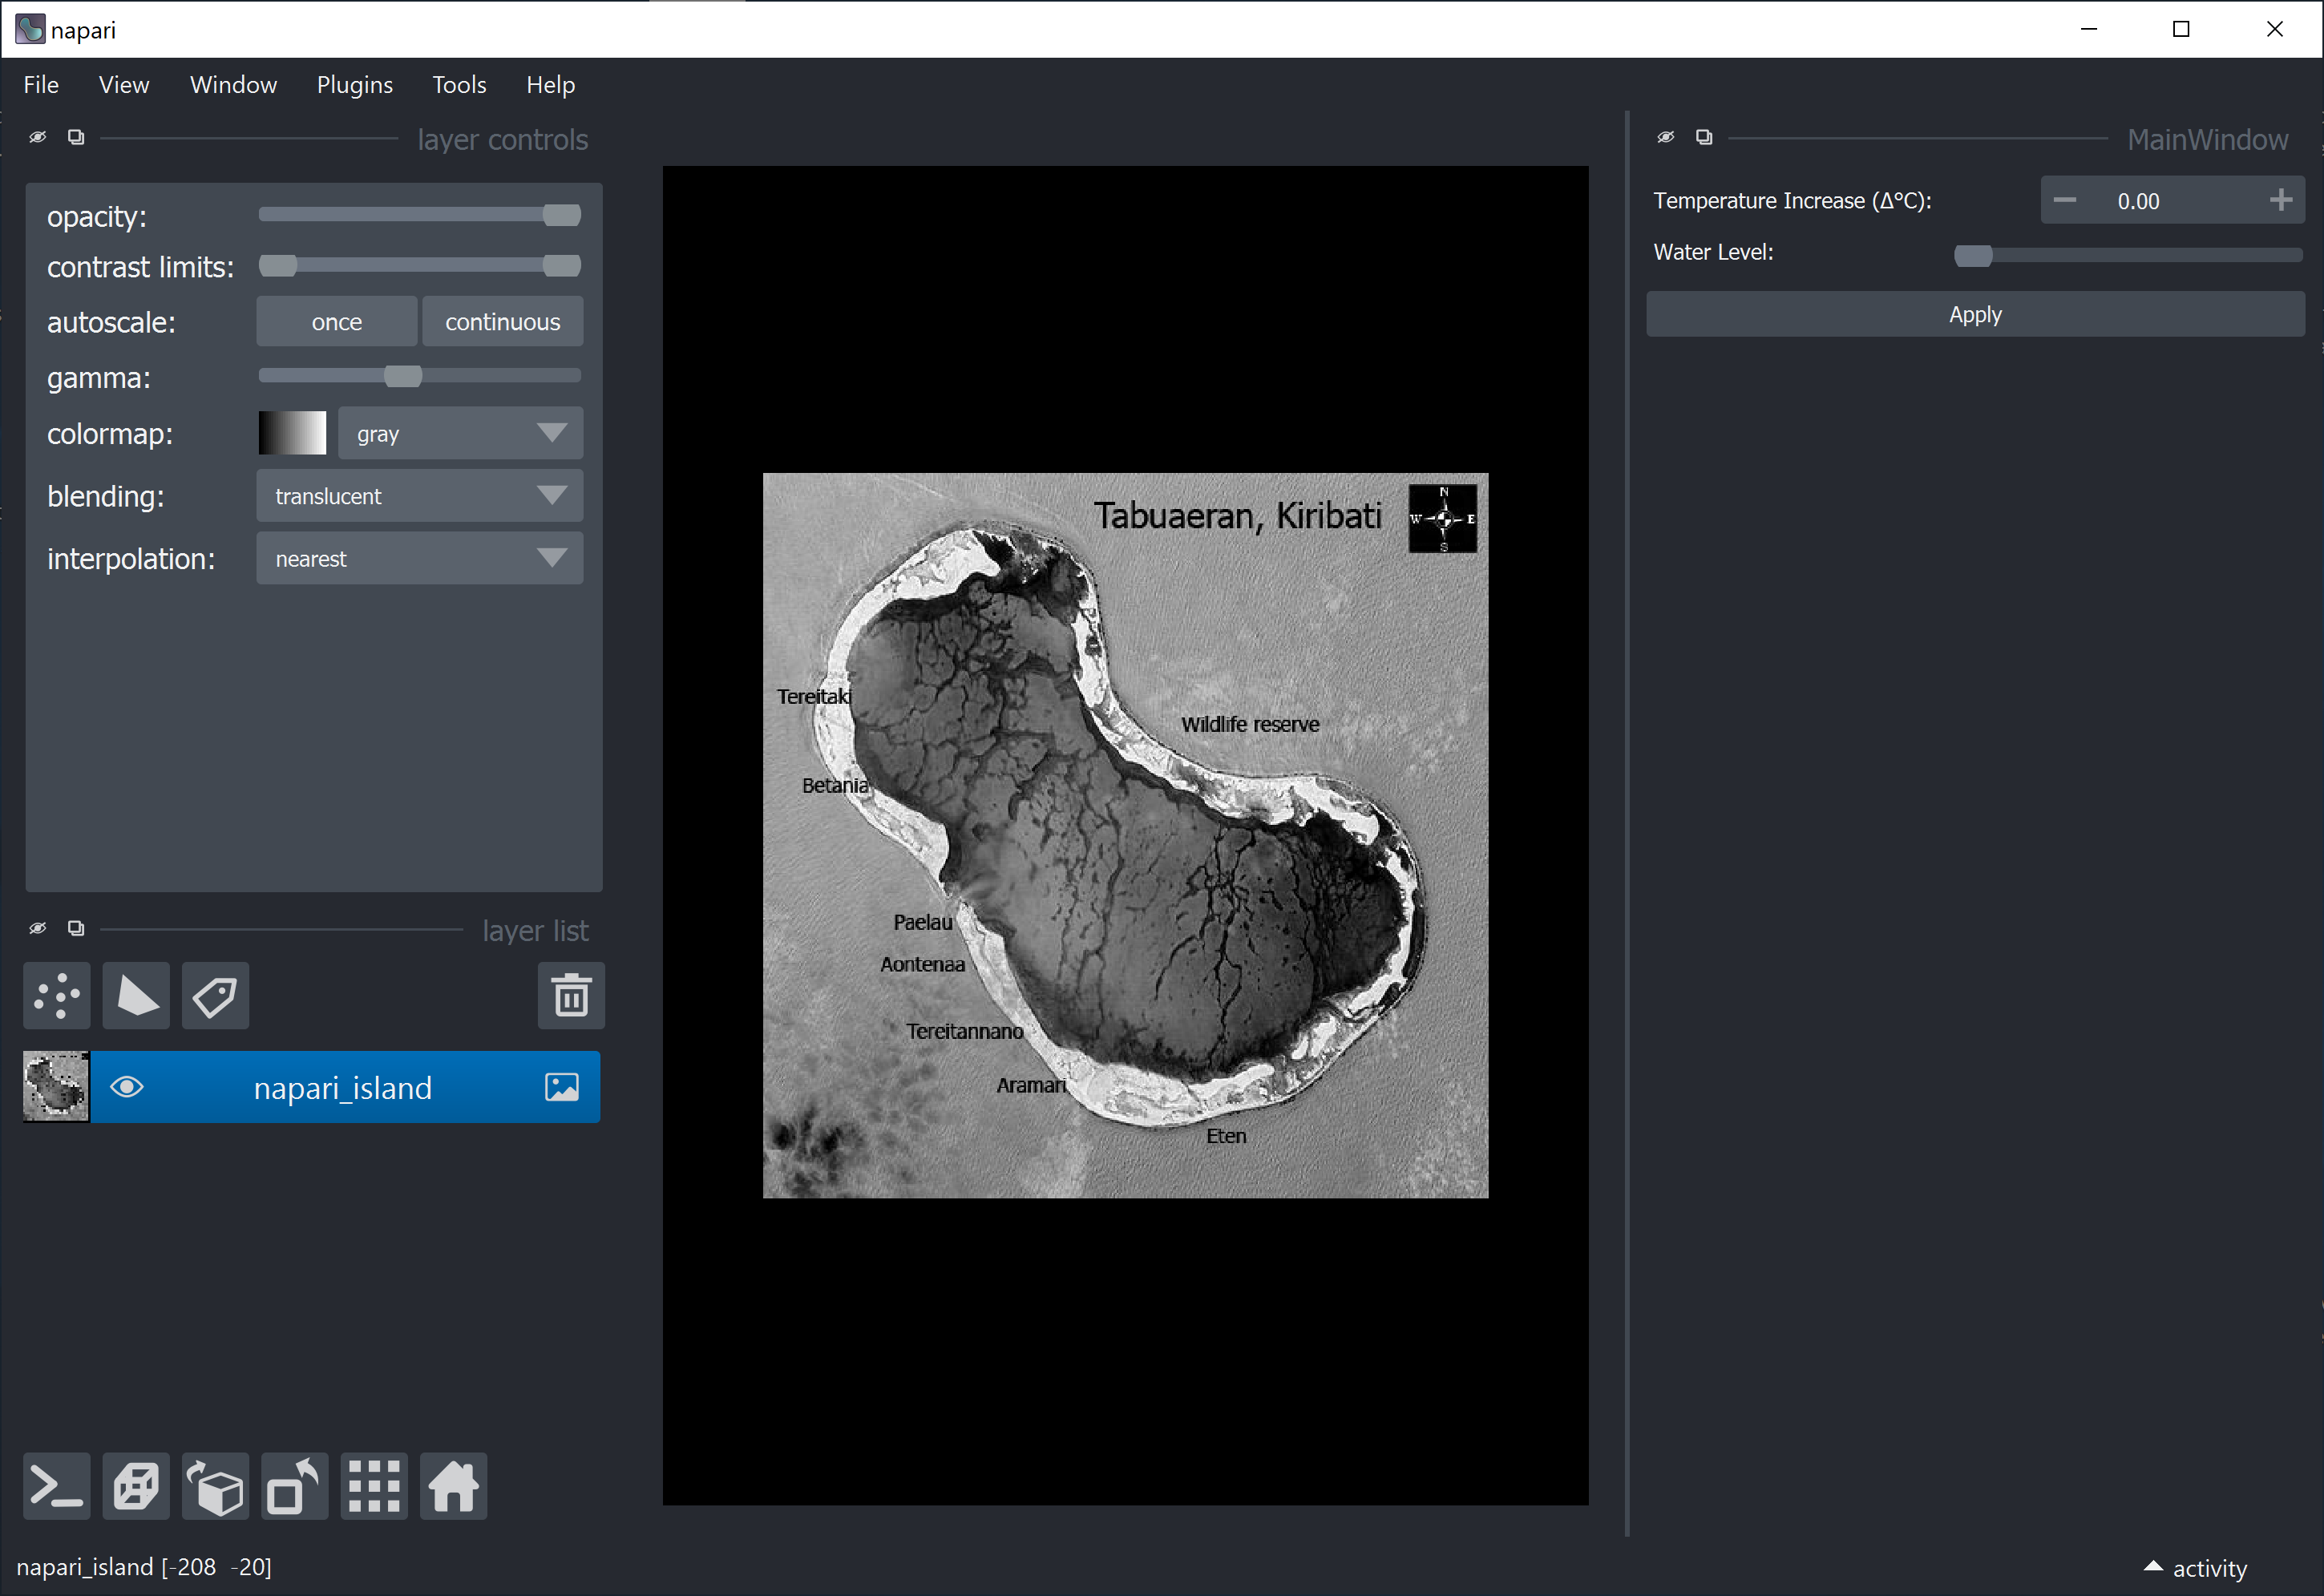 napari
File View Window Plugins Tools Help
layer controls
opacity:
contrast limits:
autoscale: once continuous
gamma:
colormap: gray
blending: translucent
interpolation: nearest
layer list
napari_island
Tabuaeran, Kiribati
N
W E
S
Tereitaki
Wildlife reserve
Betania
Paelau
Aontenaa
Tereitannano
Aramari
Eten
MainWindow
Temperature Increase (Δ°C): 0.00
Water Level:
Apply
napari_island [-208 -20]
activity